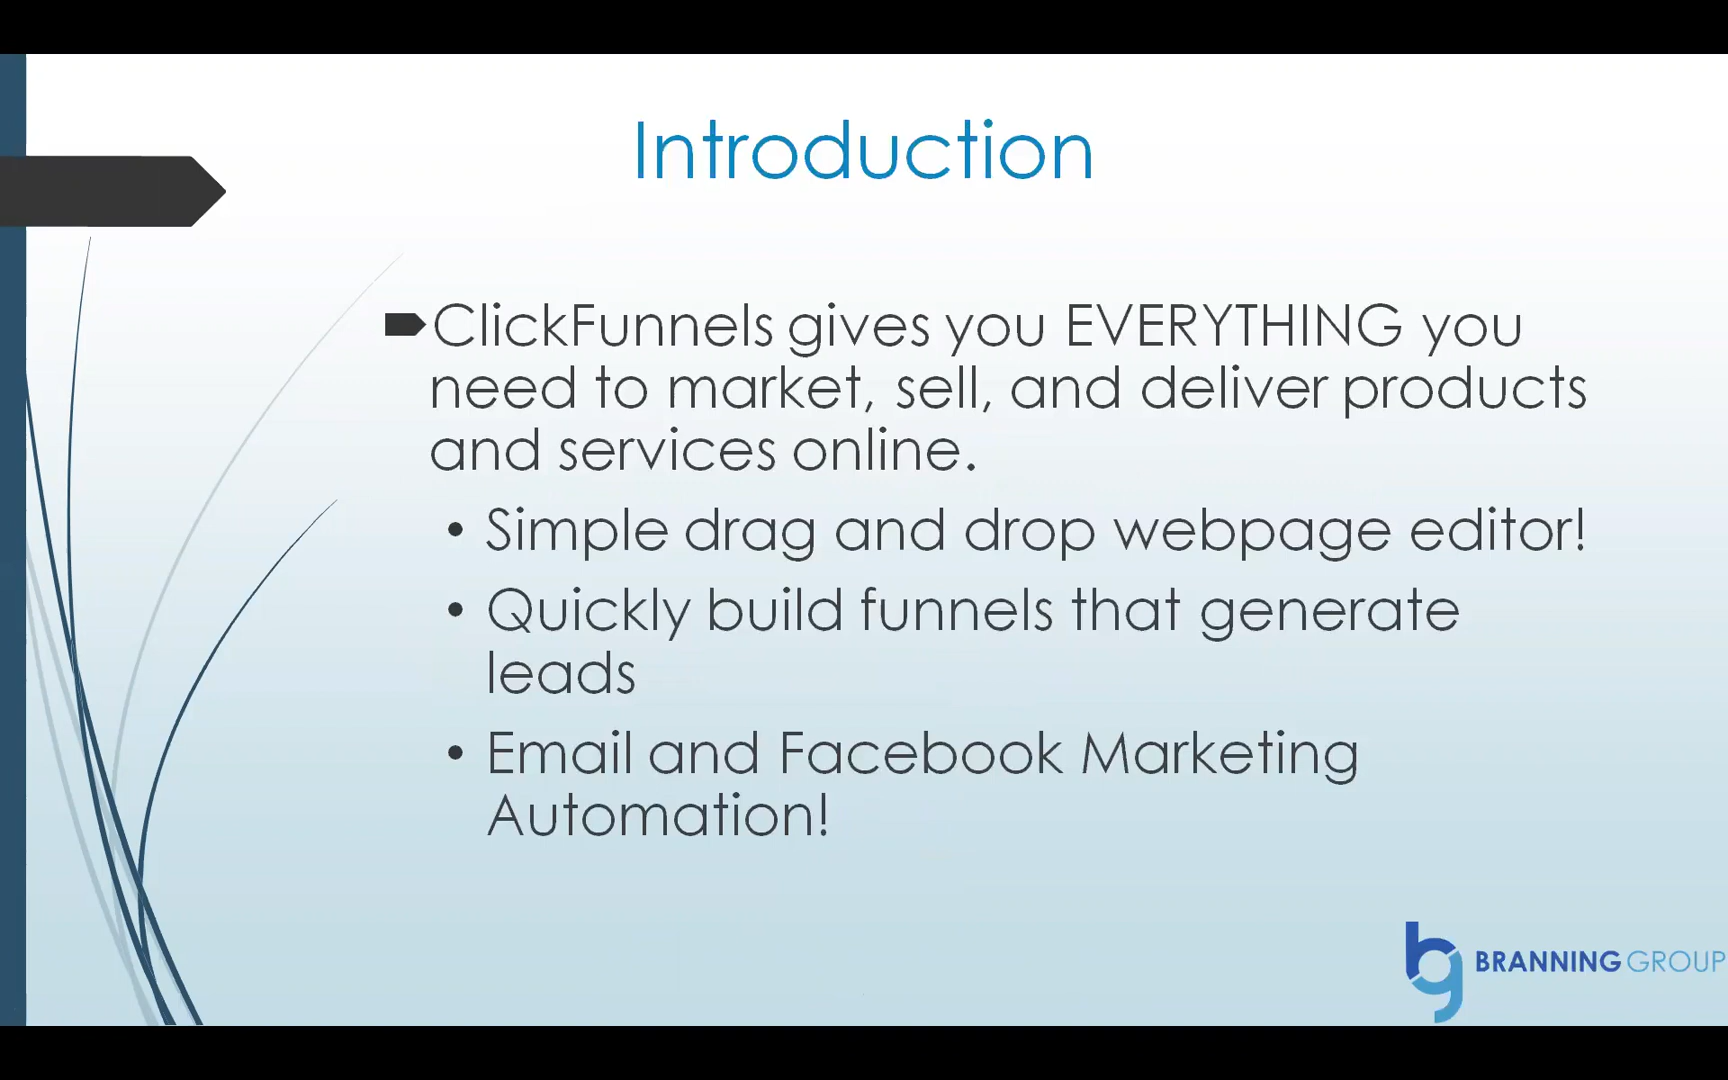 Introduction
ClickFunnels gives you EVERYTHING you
need to market, sell, and deliver products
and services online.
• Simple drag and drop webpage editor!
• Quickly build funnels that generate
leads
• Email and Facebook Marketing
Automation!
bg BRANNING GROUP